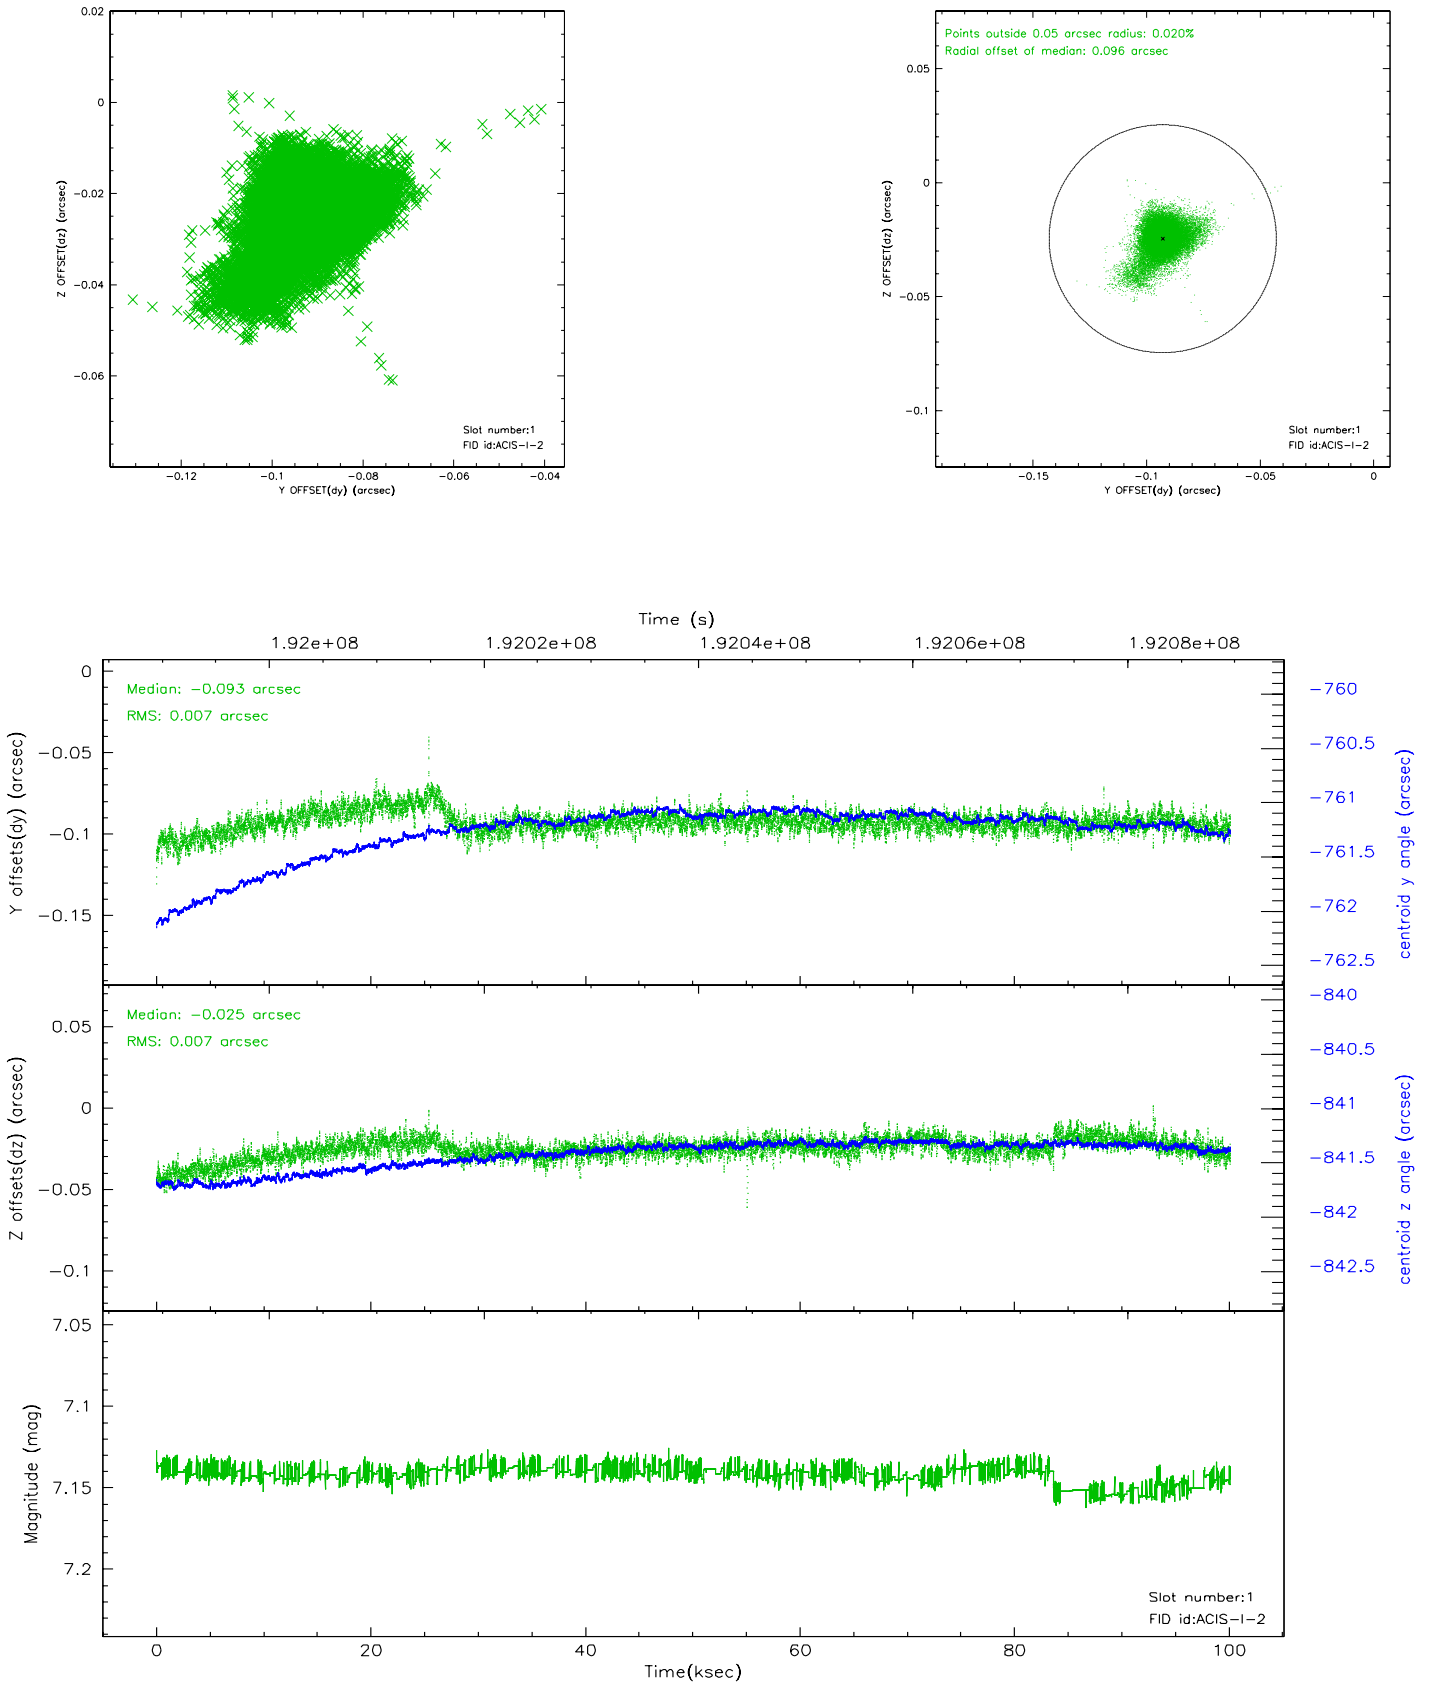 0.02
0
−0.02
−0.04
−0.06
Z OFFSET(dz) (arcsec)
Slot number:1
FID id:ACIS−I−2
−0.12
−0.1
−0.08
−0.06
−0.04
Y OFFSET(dy) (arcsec)
Points outside 0.05 arcsec radius: 0.020%
Radial offset of median: 0.096 arcsec
0.05
0
−0.05
−0.1
Z OFFSET(dz) (arcsec)
Slot number:1
FID id:ACIS−I−2
−0.15
−0.1
−0.05
0
Y OFFSET(dy) (arcsec)
Time (s)
1.92e+08
1.9202e+08
1.9204e+08
1.9206e+08
1.9208e+08
Median: −0.093 arcsec
RMS: 0.007 arcsec
0
−0.05
−0.1
−0.15
Y offsets(dy) (arcsec)
−760
−760.5
−761
−761.5
−762
−762.5
centroid y angle (arcsec)
Median: −0.025 arcsec
RMS: 0.007 arcsec
0.05
0
−0.05
−0.1
Z offsets(dz) (arcsec)
−840
−840.5
−841
−841.5
−842
−842.5
centroid z angle (arcsec)
7.05
7.1
7.15
7.2
Magnitude (mag)
Slot number:1
FID id:ACIS−I−2
0
20
40
60
80
100
Time(ksec)